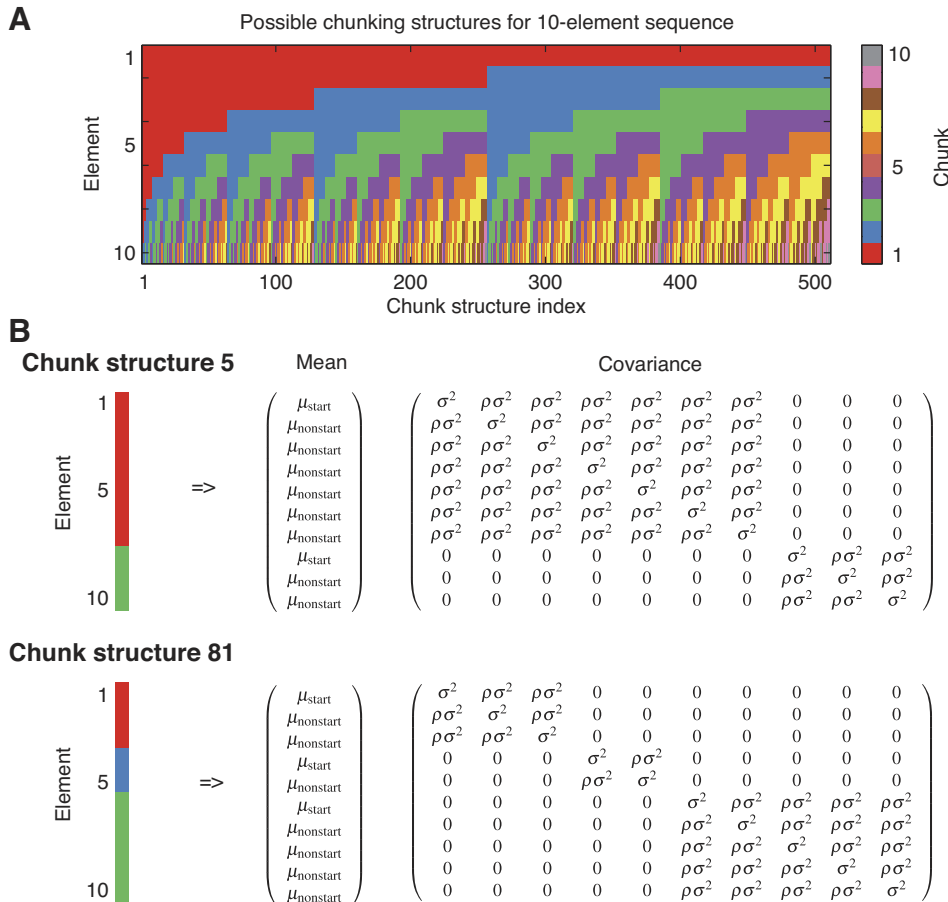 A
Possible chunking structures for 10-element sequence
Element
1
5
10
1
100
200
300
400
500
Chunk structure index
10
5
1
Chunk
B
Chunk structure 5
Mean
Covariance
Element
1
5
10
=>
μstart
μnonstart
μnonstart
μnonstart
μnonstart
μnonstart
μnonstart
μstart
μnonstart
μnonstart
σ² ρσ² ρσ² ρσ² ρσ² ρσ² ρσ² 0 0 0
ρσ² σ² ρσ² ρσ² ρσ² ρσ² ρσ² 0 0 0
ρσ² ρσ² σ² ρσ² ρσ² ρσ² ρσ² 0 0 0
ρσ² ρσ² ρσ² σ² ρσ² ρσ² ρσ² 0 0 0
ρσ² ρσ² ρσ² ρσ² σ² ρσ² ρσ² 0 0 0
ρσ² ρσ² ρσ² ρσ² ρσ² σ² ρσ² 0 0 0
ρσ² ρσ² ρσ² ρσ² ρσ² ρσ² σ² 0 0 0
0 0 0 0 0 0 0 σ² ρσ² ρσ²
0 0 0 0 0 0 0 ρσ² σ² ρσ²
0 0 0 0 0 0 0 ρσ² ρσ² σ²
Chunk structure 81
Element
1
5
10
=>
μstart
μnonstart
μnonstart
μstart
μnonstart
μstart
μnonstart
μnonstart
μnonstart
μnonstart
σ² ρσ² ρσ² 0 0 0 0 0 0 0
ρσ² σ² ρσ² 0 0 0 0 0 0 0
ρσ² ρσ² σ² 0 0 0 0 0 0 0
0 0 0 σ² ρσ² 0 0 0 0 0
0 0 0 ρσ² σ² 0 0 0 0 0
0 0 0 0 0 σ² ρσ² ρσ² ρσ² ρσ²
0 0 0 0 0 ρσ² σ² ρσ² ρσ² ρσ²
0 0 0 0 0 ρσ² ρσ² σ² ρσ² ρσ²
0 0 0 0 0 ρσ² ρσ² ρσ² σ² ρσ²
0 0 0 0 0 ρσ² ρσ² ρσ² ρσ² σ²